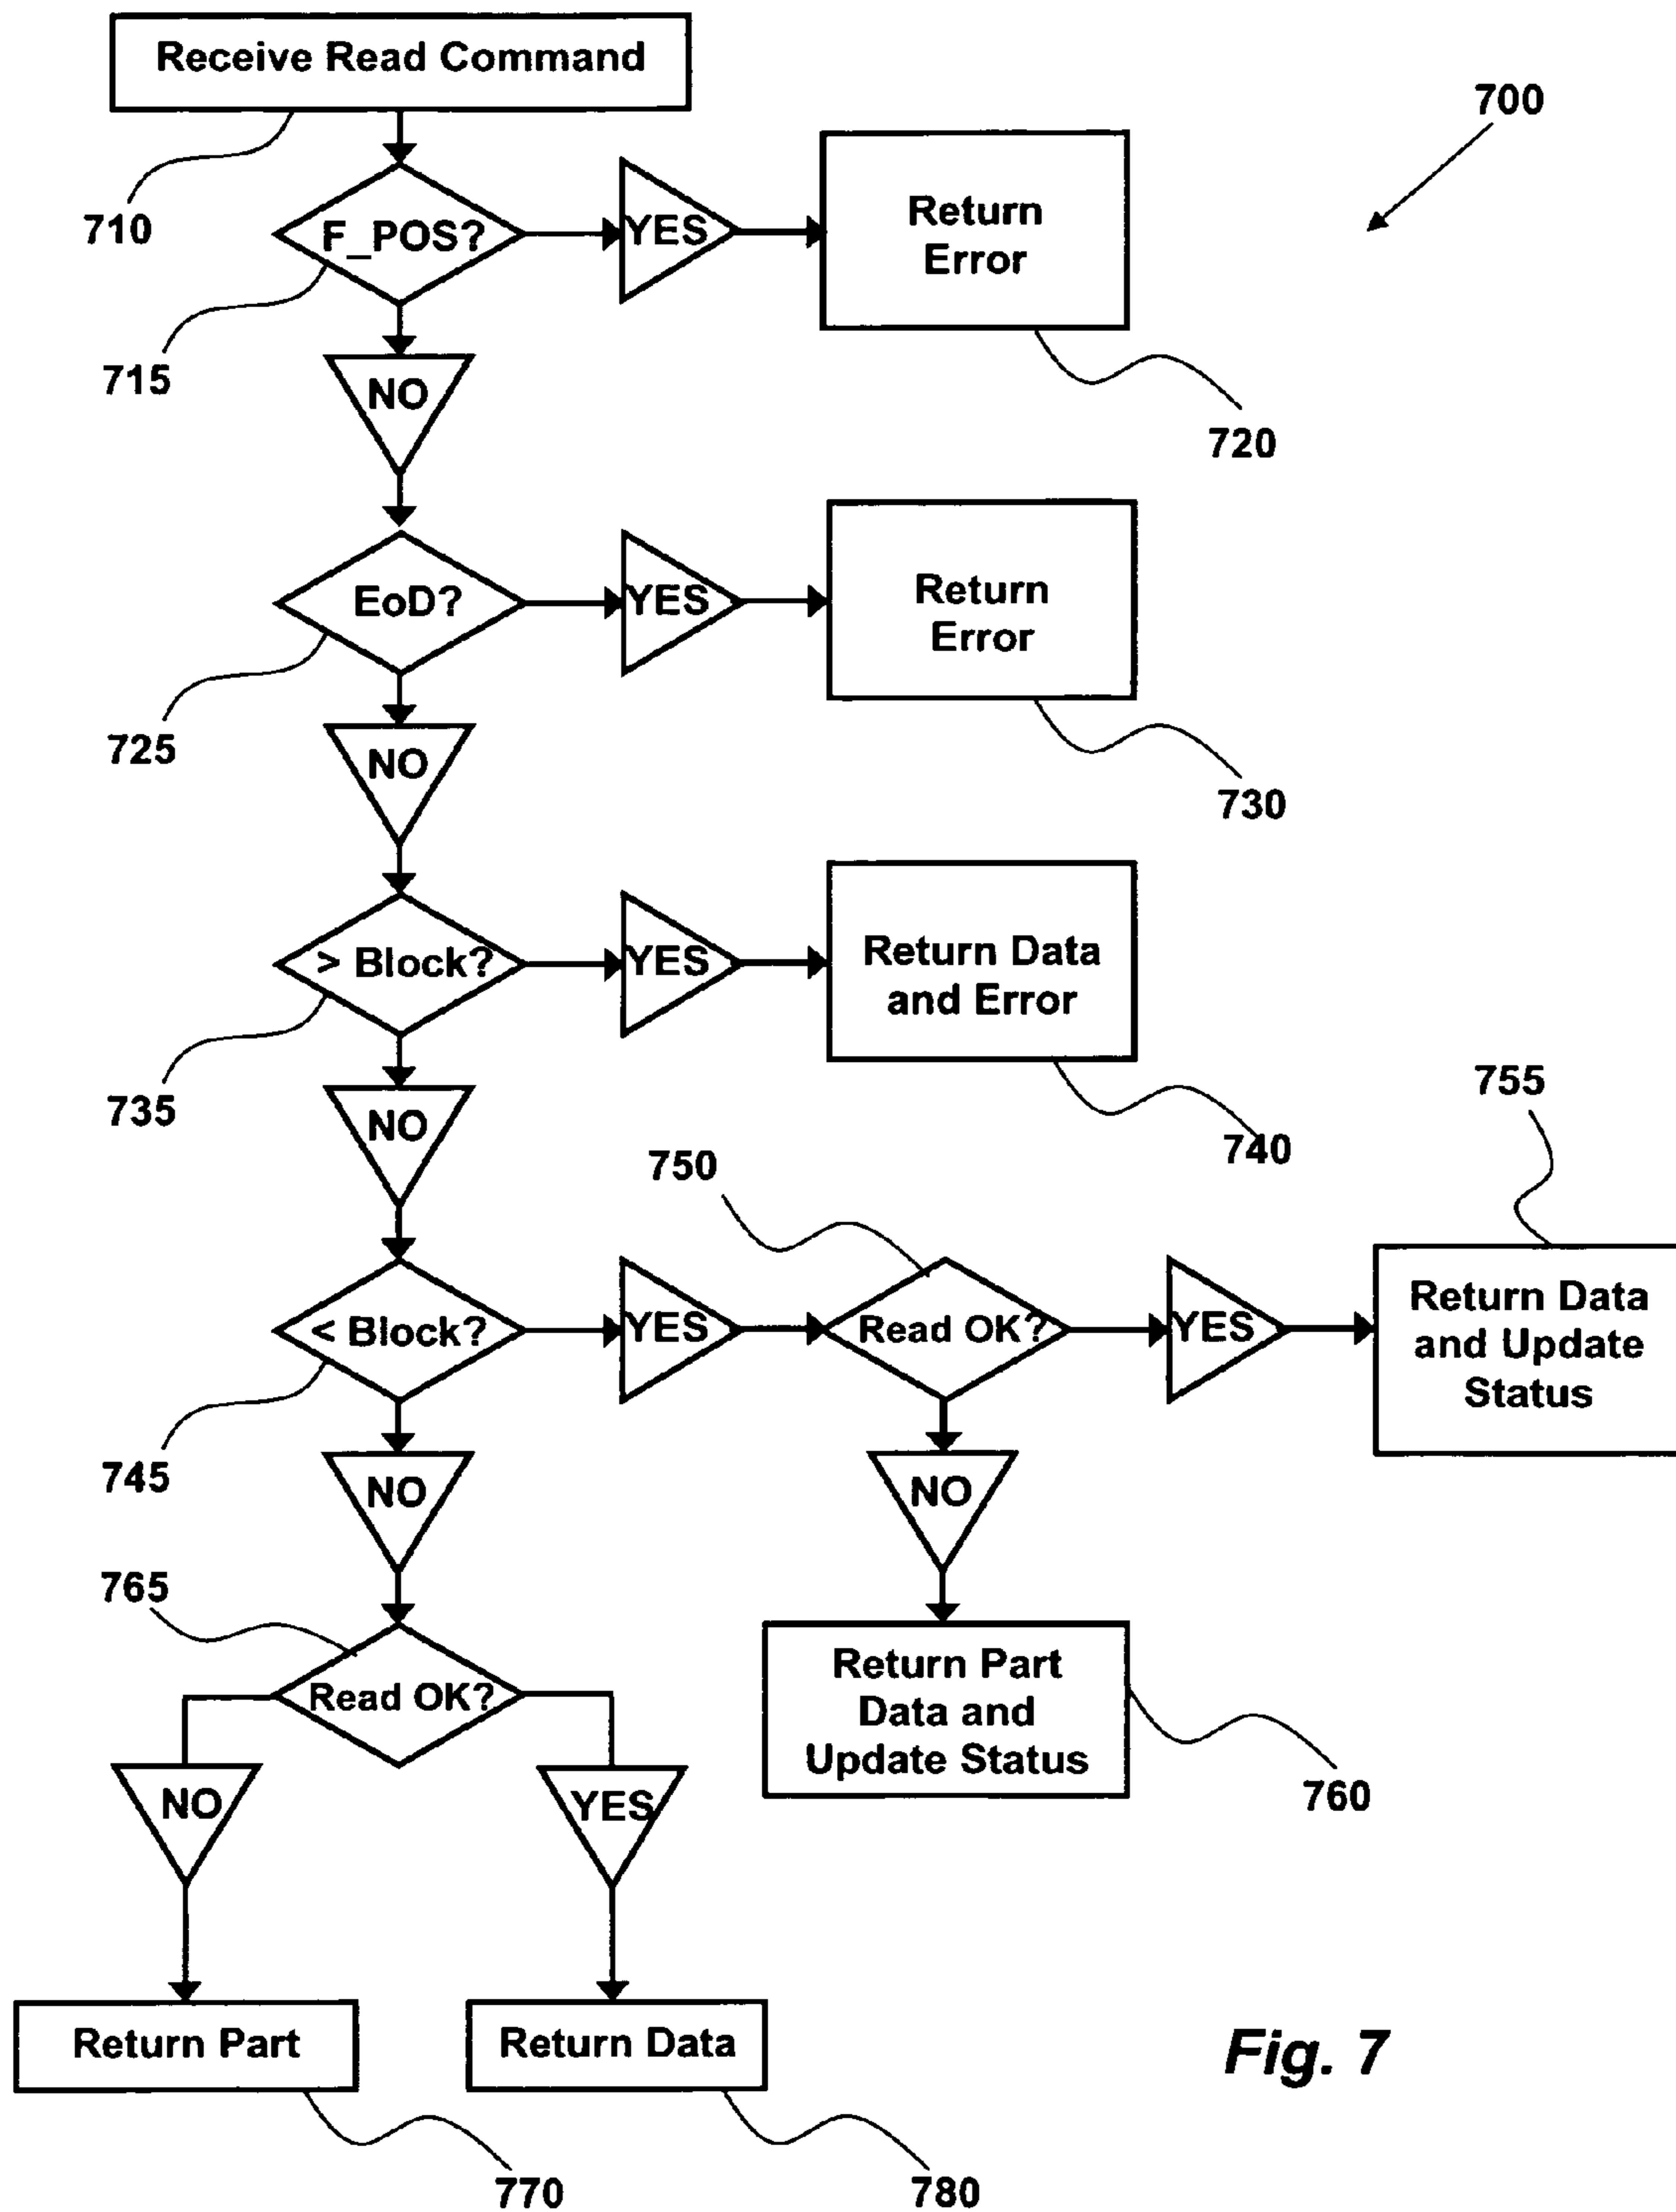 Receive Read Command
700
710
F_POS?
YES
Return
Error
715
NO
720
EoD?
YES
Return
Error
725
NO
730
> Block?
YES
Return Data
and Error
735
NO
740
755
750
< Block?
YES
Read OK?
YES
Return Data
and Update
Status
745
NO
NO
765
Read OK?
Return Part
Data and
Update Status
760
NO
YES
Return Part
Return Data
Fig. 7
770
780